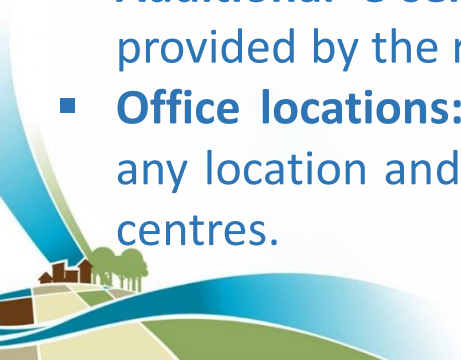 provided by the
▪ Office locations:
any location and
centres.